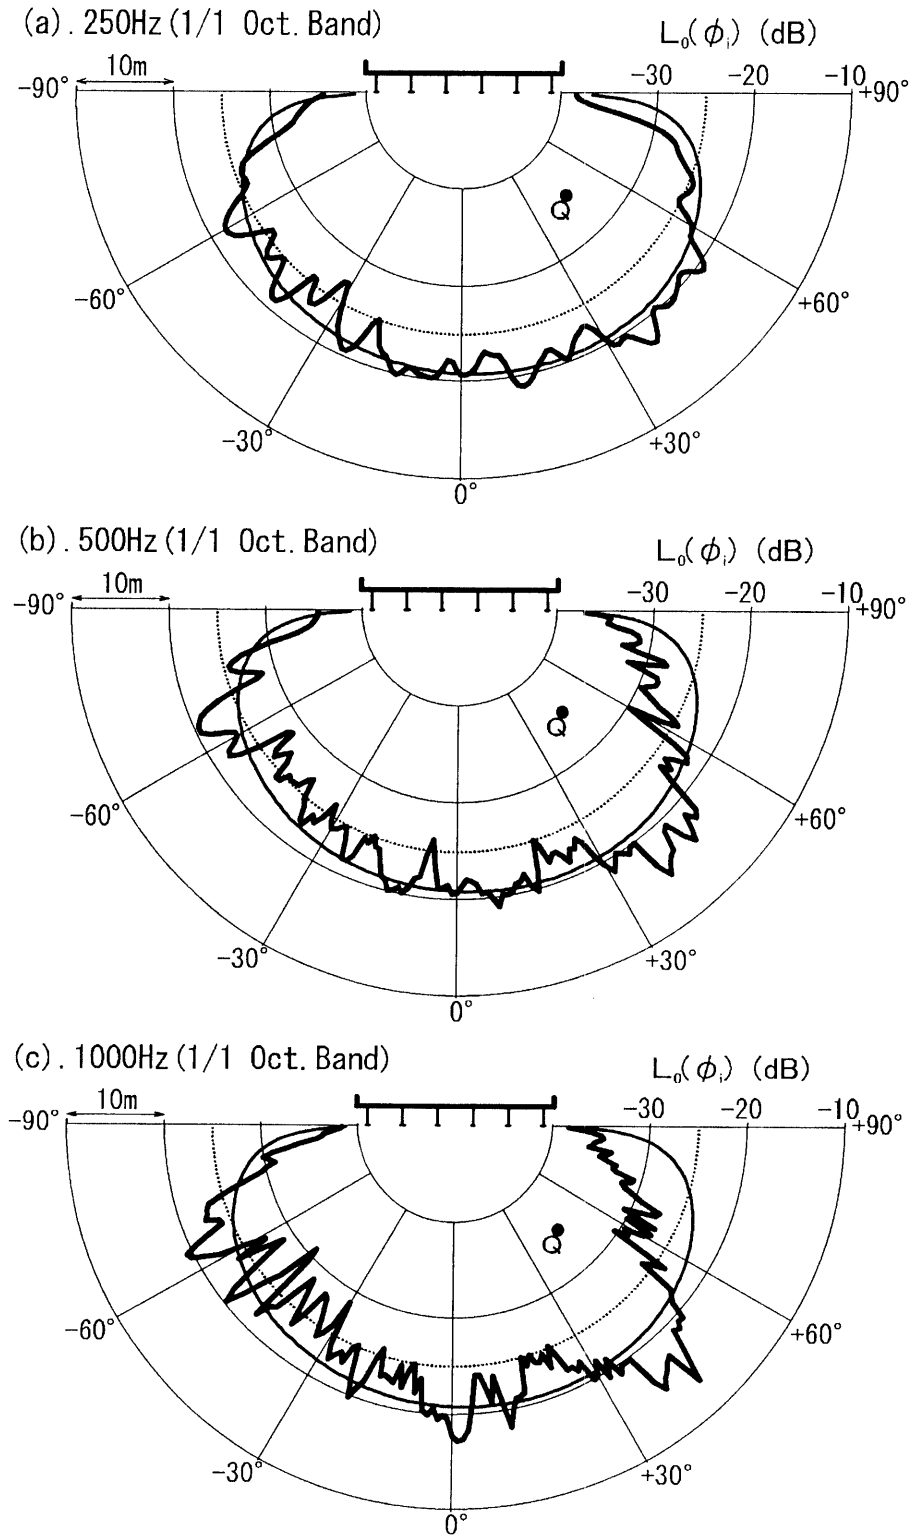 (a). 250Hz(1/1 Oct. Band)
L₀(ϕᵢ) (dB)
10m
-30 -20 -10
-90° +90°
Q
-60° +60°
-30° +30°
0°
(b). 500Hz(1/1 Oct. Band)
L₀(ϕᵢ) (dB)
10m
-30 -20 -10
-90° +90°
Q
-60° +60°
-30° +30°
0°
(c). 1000Hz(1/1 Oct. Band)
L₀(ϕᵢ) (dB)
10m
-30 -20 -10
-90° +90°
Q
-60° +60°
-30° +30°
0°